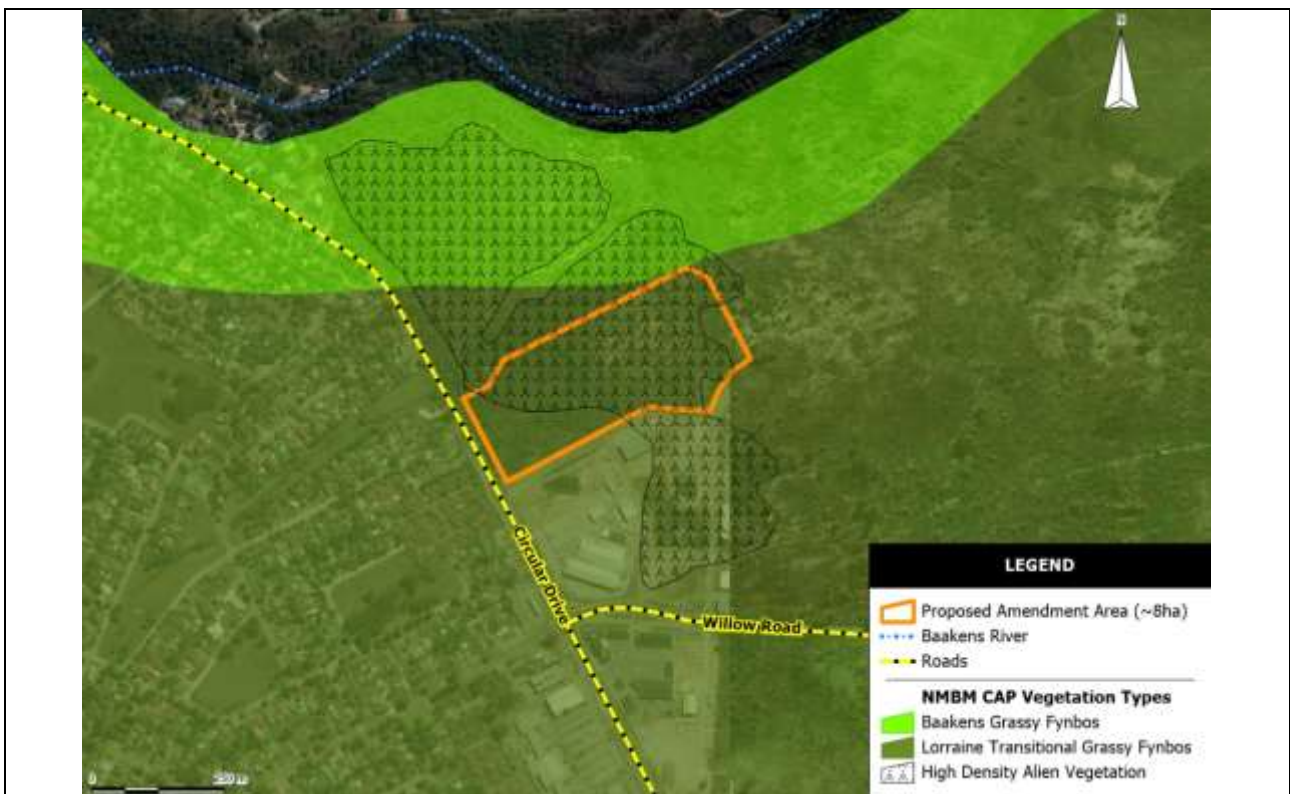 N
Circular Drive
Willow Road
0 250 m
LEGEND
Proposed Amendment Area (~8ha)
Baakens River
Roads
NMBM CAP Vegetation Types
Baakens Grassy Fynbos
Lorraine Transitional Grassy Fynbos
High Density Alien Vegetation